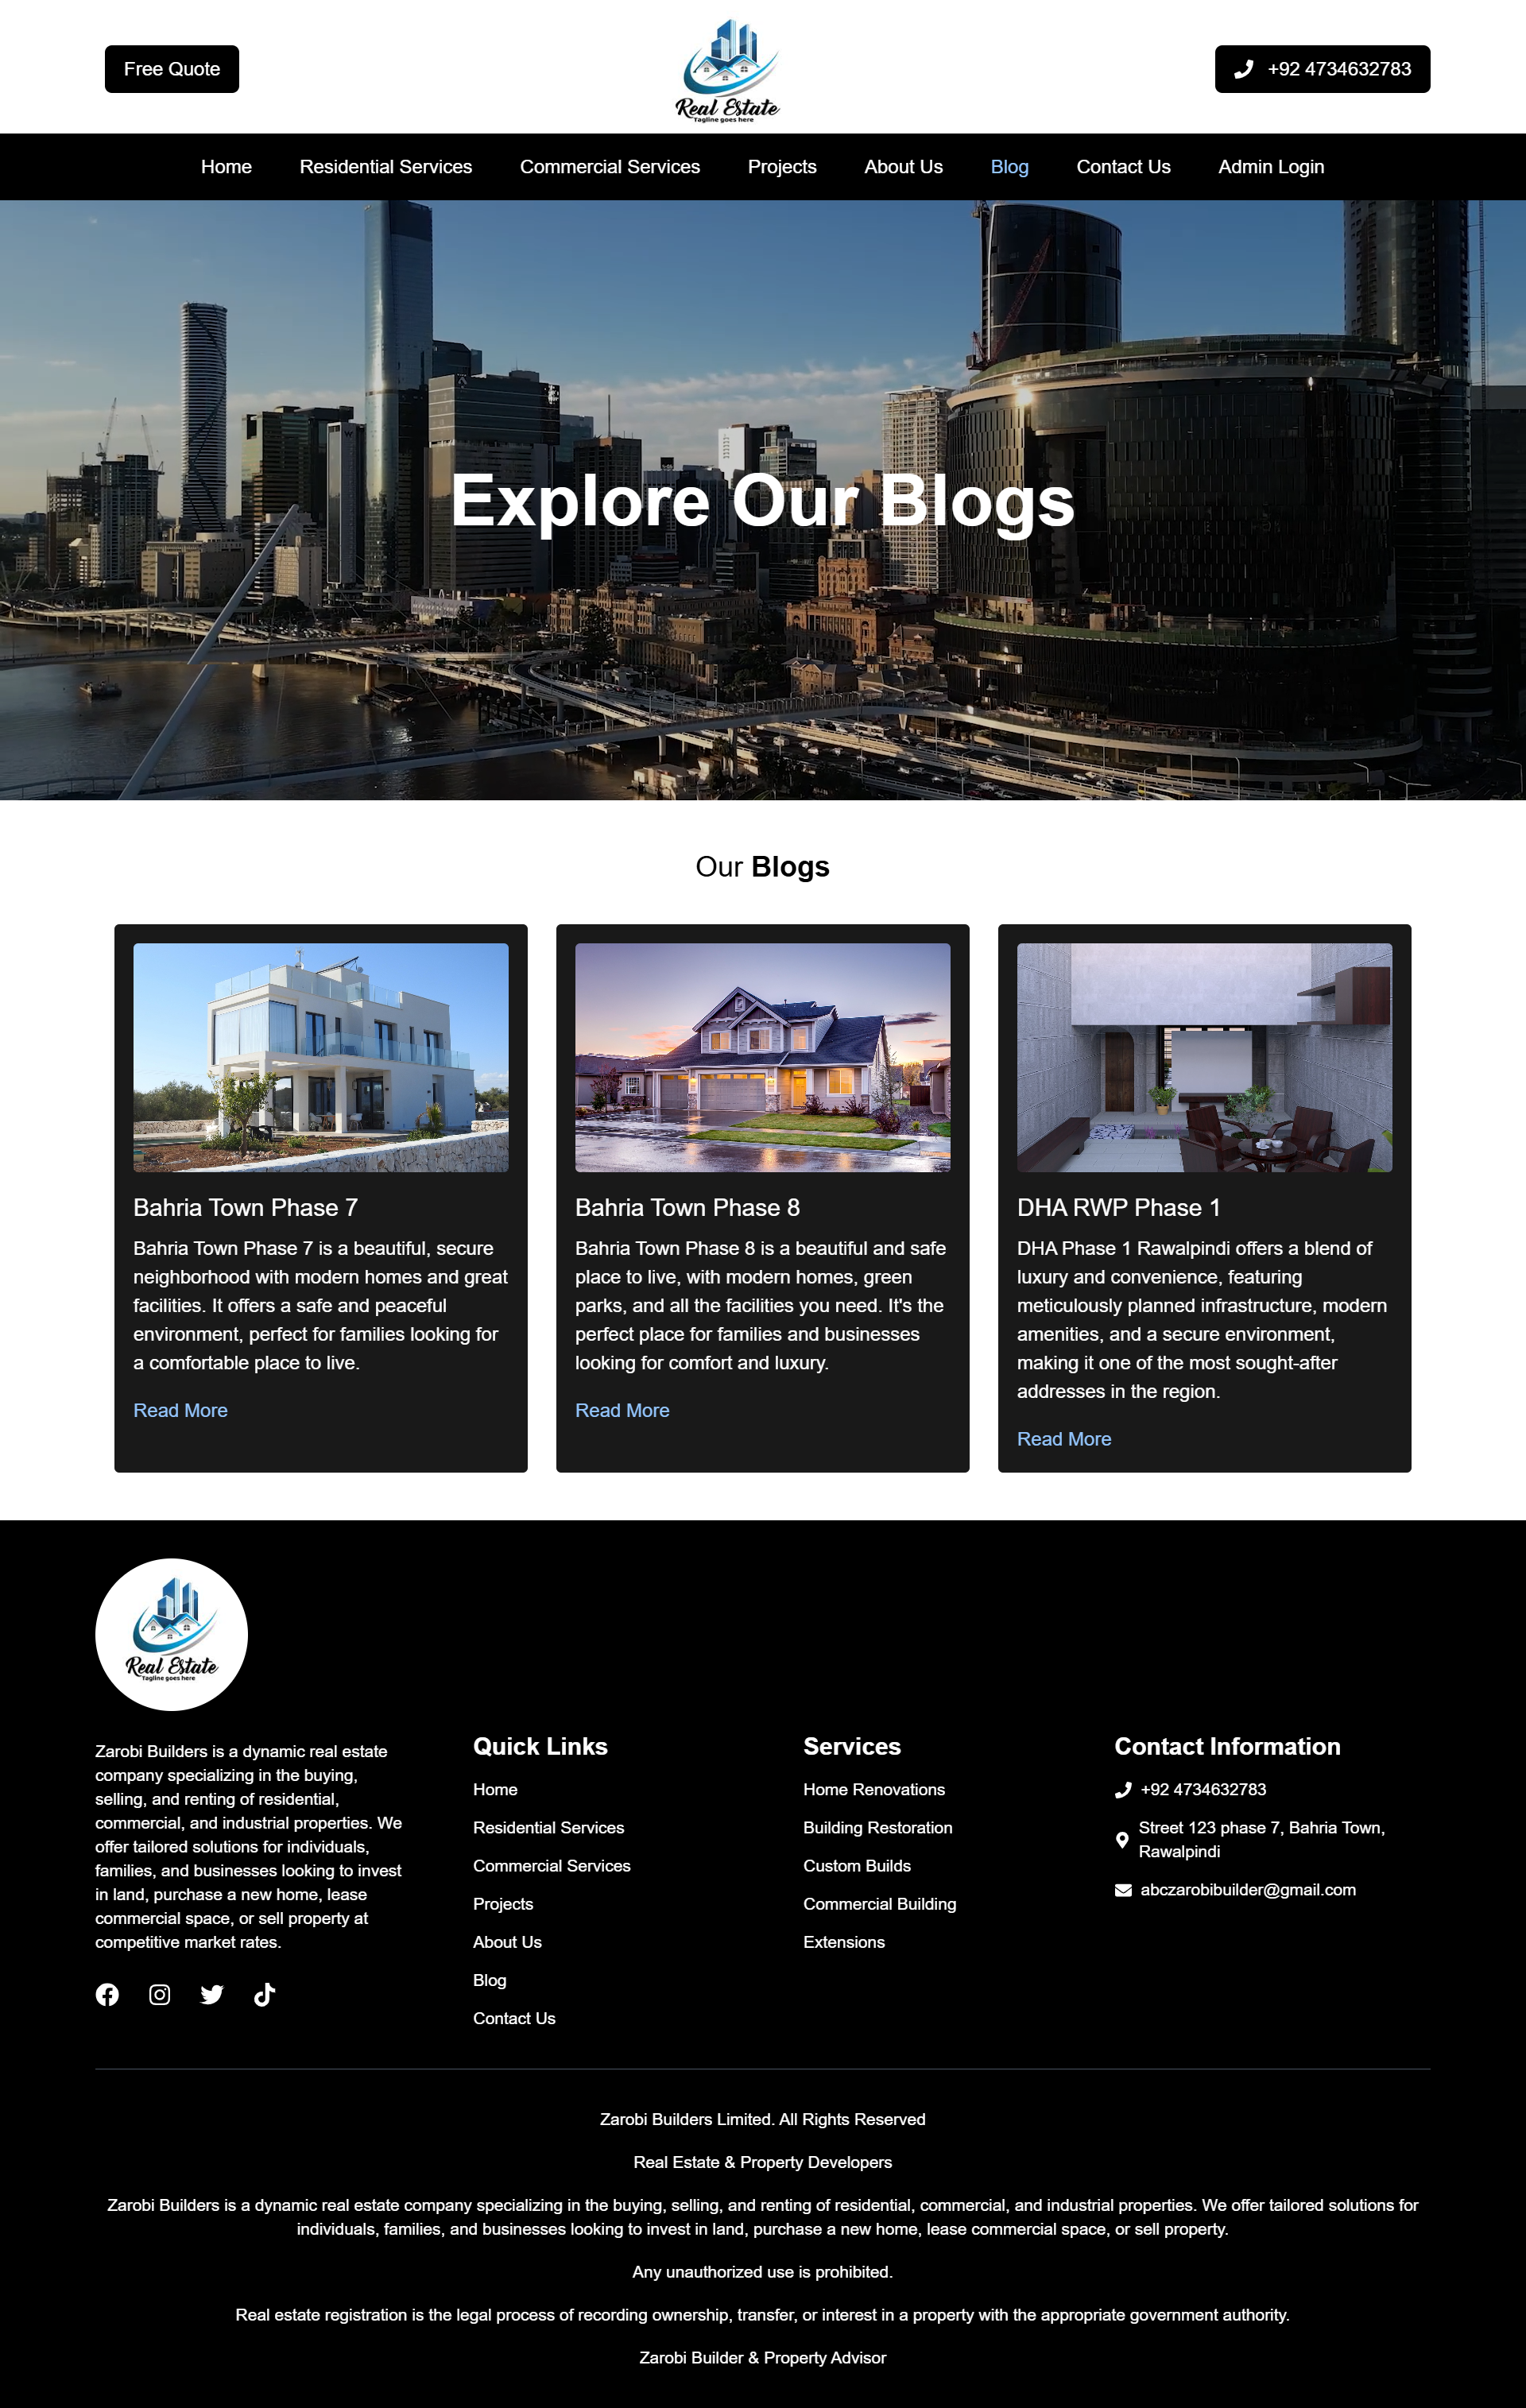 Free Quote
Real Estate
Tagline goes here
+92 4734632783
Home
Residential Services
Commercial Services
Projects
About Us
Blog
Contact Us
Admin Login
Explore Our Blogs
Our Blogs
Bahria Town Phase 7
Bahria Town Phase 7 is a beautiful, secure
neighborhood with modern homes and great
facilities. It offers a safe and peaceful
environment, perfect for families looking for
a comfortable place to live.
Read More
Bahria Town Phase 8
Bahria Town Phase 8 is a beautiful and safe
place to live, with modern homes, green
parks, and all the facilities you need. It's the
perfect place for families and businesses
looking for comfort and luxury.
Read More
DHA RWP Phase 1
DHA Phase 1 Rawalpindi offers a blend of
luxury and convenience, featuring
meticulously planned infrastructure, modern
amenities, and a secure environment,
making it one of the most sought-after
addresses in the region.
Read More
Real Estate
Tagline goes here
Zarobi Builders is a dynamic real estate
company specializing in the buying,
selling, and renting of residential,
commercial, and industrial properties. We
offer tailored solutions for individuals,
families, and businesses looking to invest
in land, purchase a new home, lease
commercial space, or sell property at
competitive market rates.
Quick Links
Home
Residential Services
Commercial Services
Projects
About Us
Blog
Contact Us
Services
Home Renovations
Building Restoration
Custom Builds
Commercial Building
Extensions
Contact Information
+92 4734632783
Street 123 phase 7, Bahria Town,
Rawalpindi
abczarobibuilder@gmail.com
Zarobi Builders Limited. All Rights Reserved
Real Estate & Property Developers
Zarobi Builders is a dynamic real estate company specializing in the buying, selling, and renting of residential, commercial, and industrial properties. We offer tailored solutions for
individuals, families, and businesses looking to invest in land, purchase a new home, lease commercial space, or sell property.
Any unauthorized use is prohibited.
Real estate registration is the legal process of recording ownership, transfer, or interest in a property with the appropriate government authority.
Zarobi Builder & Property Advisor